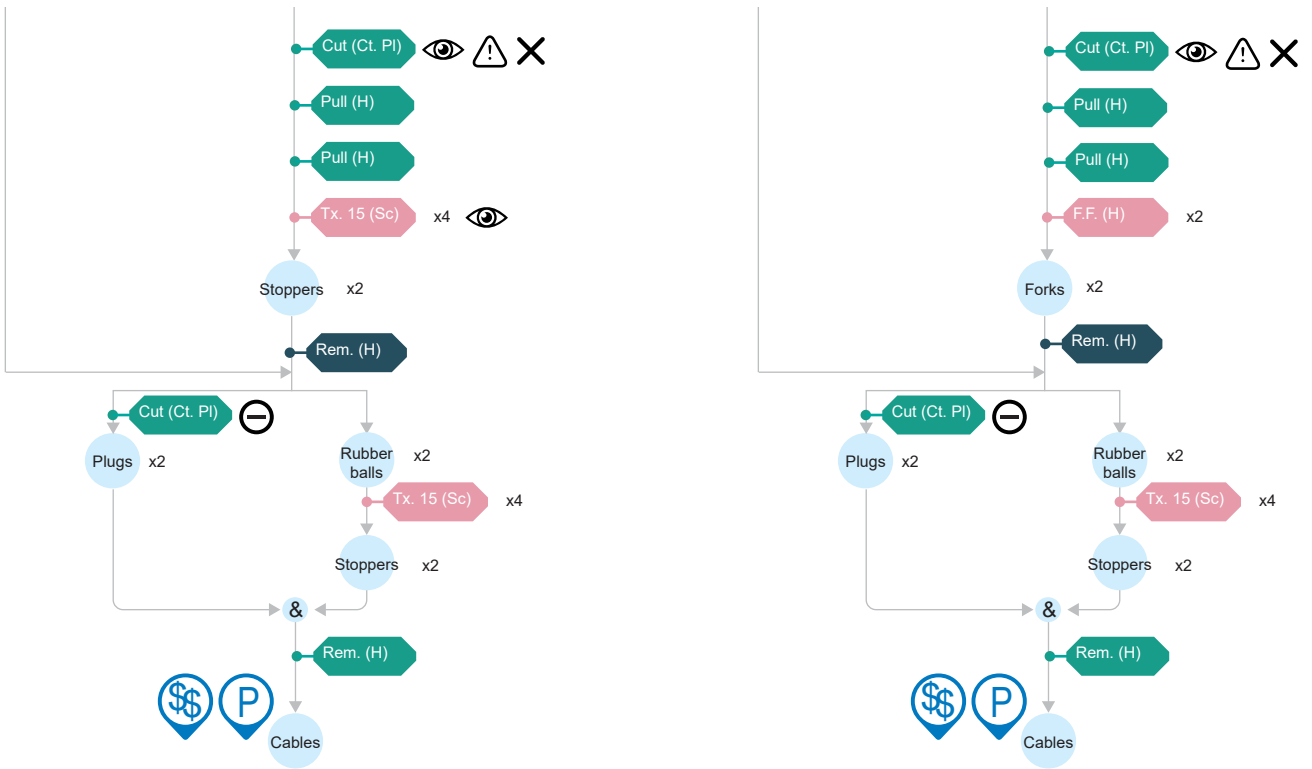 Cut (Ct. Pl)
Pull (H)
Pull (H)
Tx. 15 (Sc) x4
Stoppers x2
Rem. (H)
Cut (Ct. Pl)
Plugs x2
Rubber
balls
x2
Tx. 15 (Sc) x4
Stoppers x2
&
Rem. (H)
$$ P
Cables
Cut (Ct. Pl)
Pull (H)
Pull (H)
F.F. (H) x2
Forks x2
Rem. (H)
Cut (Ct. Pl)
Plugs x2
Rubber
balls
x2
Tx. 15 (Sc) x4
Stoppers x2
&
Rem. (H)
$$ P
Cables